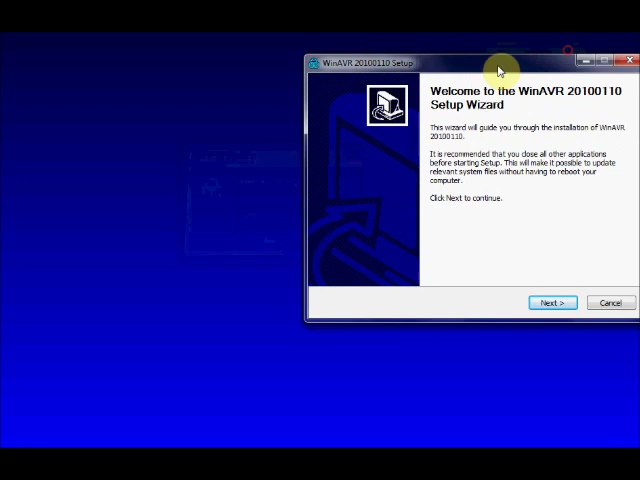 WinAVR 20100110 Setup
Welcome to the WinAVR 20100110
Setup Wizard
This wizard will guide you through the installation of WinAVR
20100110.
It is recommended that you close all other applications
before starting Setup. This will make it possible to update
relevant system files without having to reboot your
computer.
Click Next to continue.
Next >
Cancel